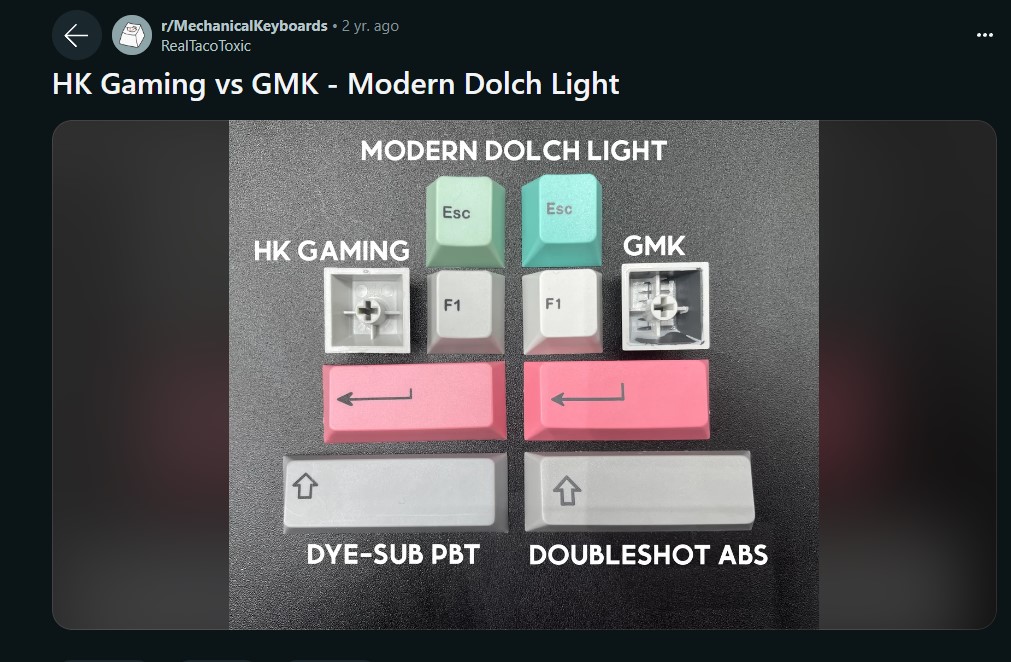 r/MechanicalKeyboards • 2 yr. ago
RealTacoToxic
HK Gaming vs GMK - Modern Dolch Light
MODERN DOLCH LIGHT
Esc
Esc
HK GAMING
GMK
F1
F1
DYE-SUB PBT
DOUBLESHOT ABS